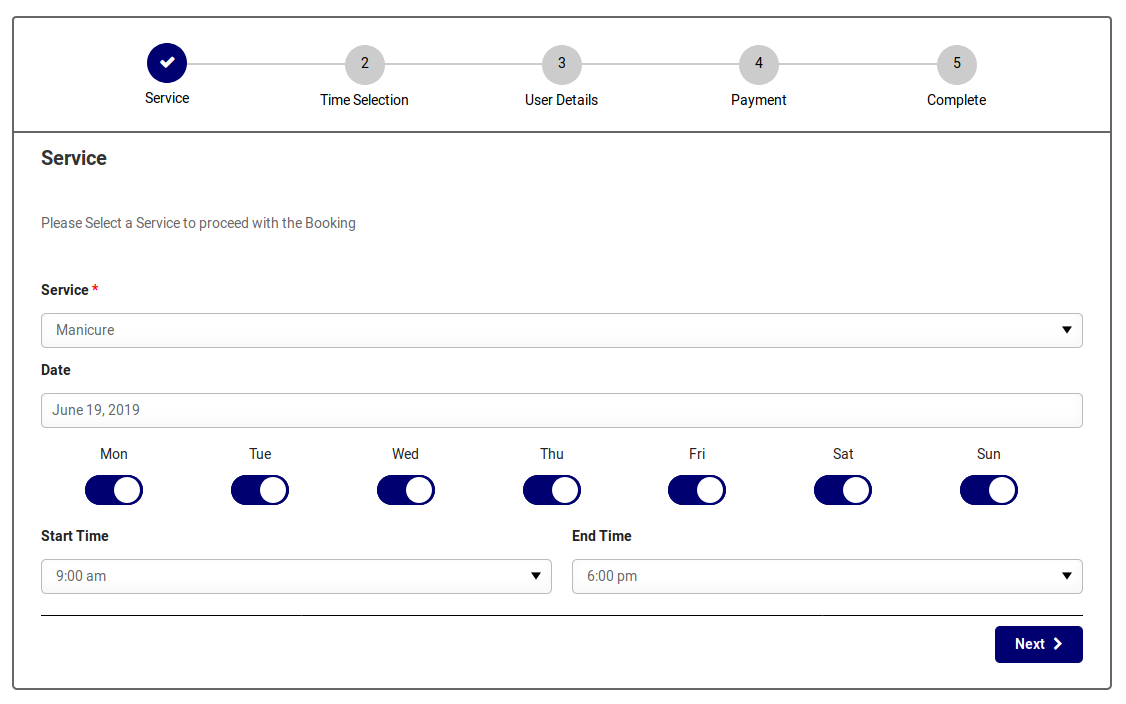 2 3 4 5
Service Time Selection User Details Payment Complete
Service
Please Select a Service to proceed with the Booking
Service *
Manicure
Date
June 19, 2019
Mon Tue Wed Thu Fri Sat Sun
Start Time End Time
9:00 am 6:00 pm
Next